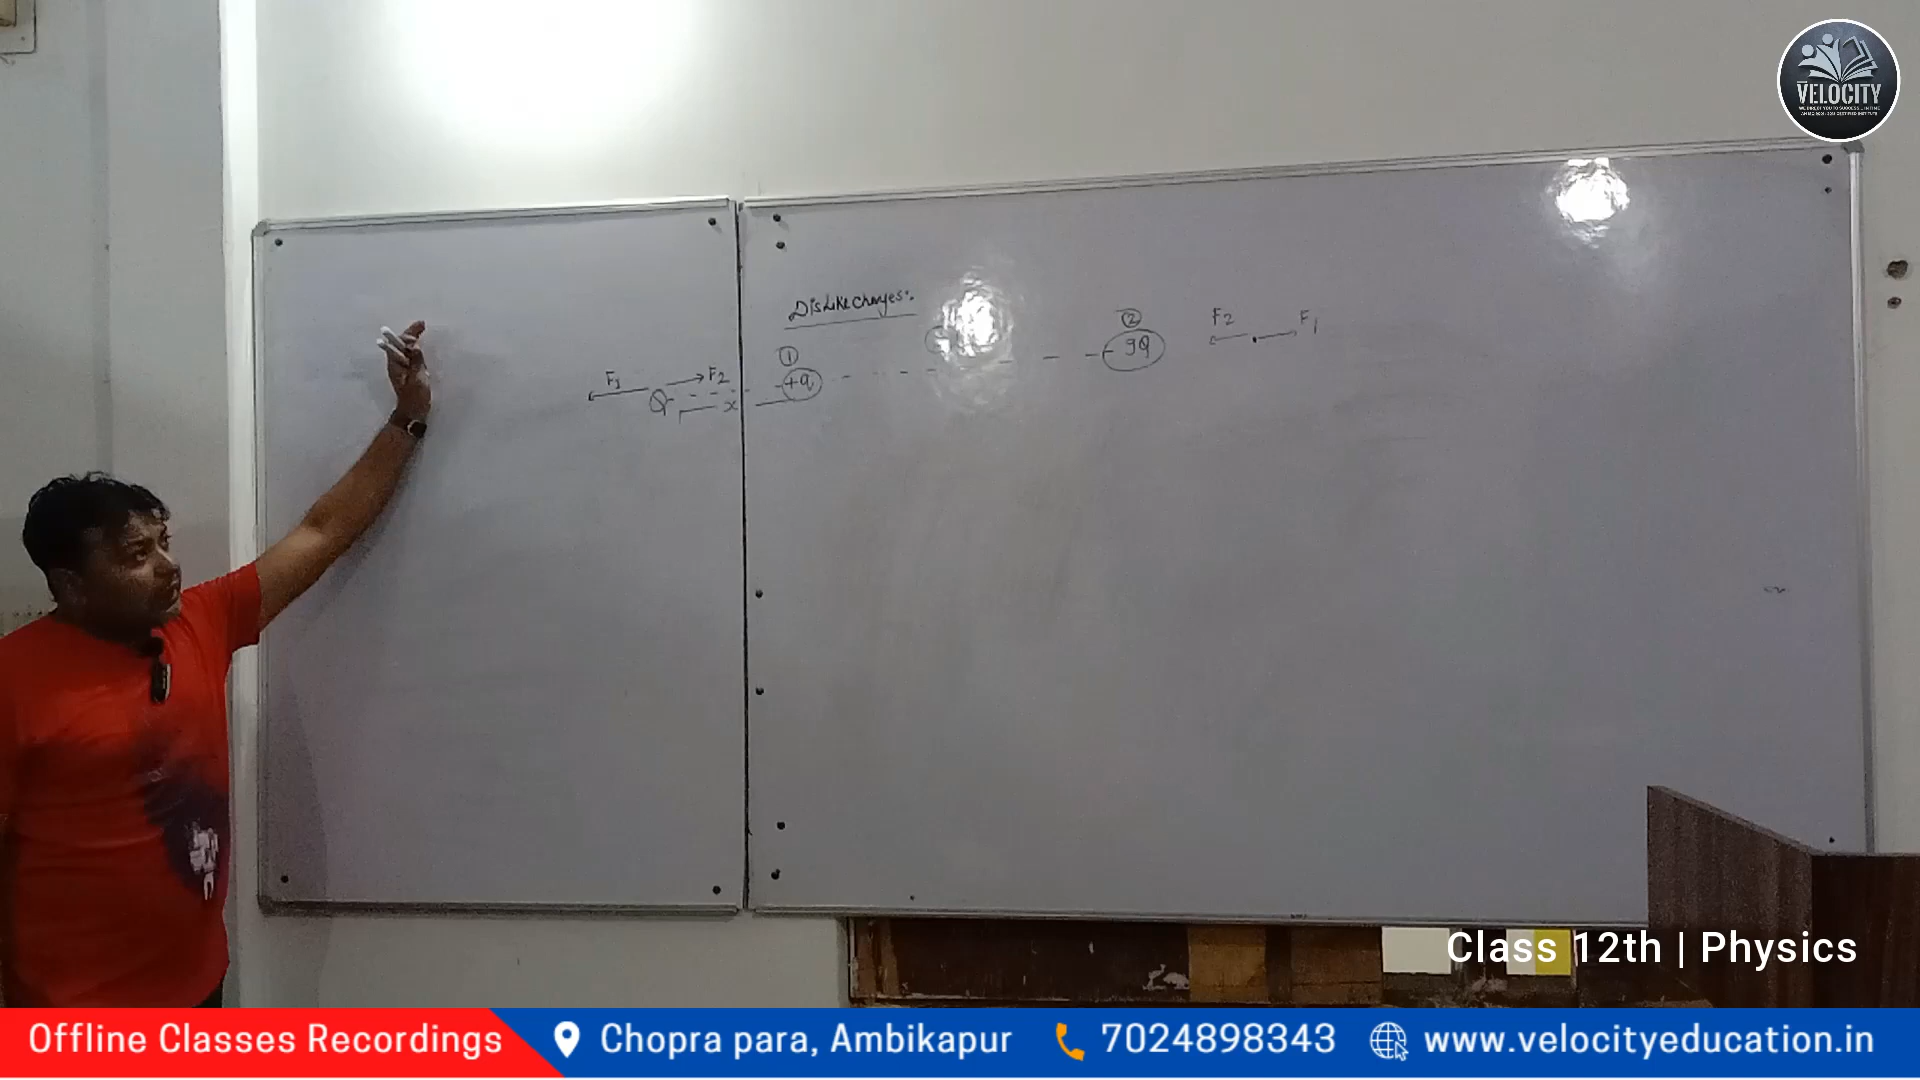 VELOCITY
Dislike charges:
①
②
F2
F1
F1
F2
Q
+q
-9Q
x
Class 12th | Physics
Offline Classes Recordings
Chopra para, Ambikapur
7024898343
www.velocityeducation.in